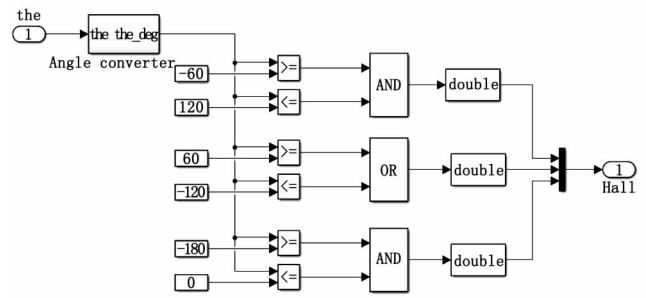 the
1
the the_deg
Angle converter
-60
>=
120
<=
AND
double
60
>=
-120
<=
OR
double
1
Hall
-180
>=
0
<=
AND
double